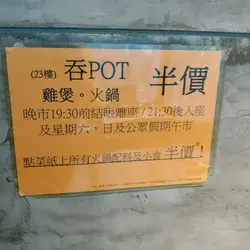 (23樓) 吞POT 半價
雞煲。火鍋
晚市19:30前結賬離座/21:30後入座
及星期六,日及公眾假期午市
點菜紙上所有火鍋配料及小食 半價!